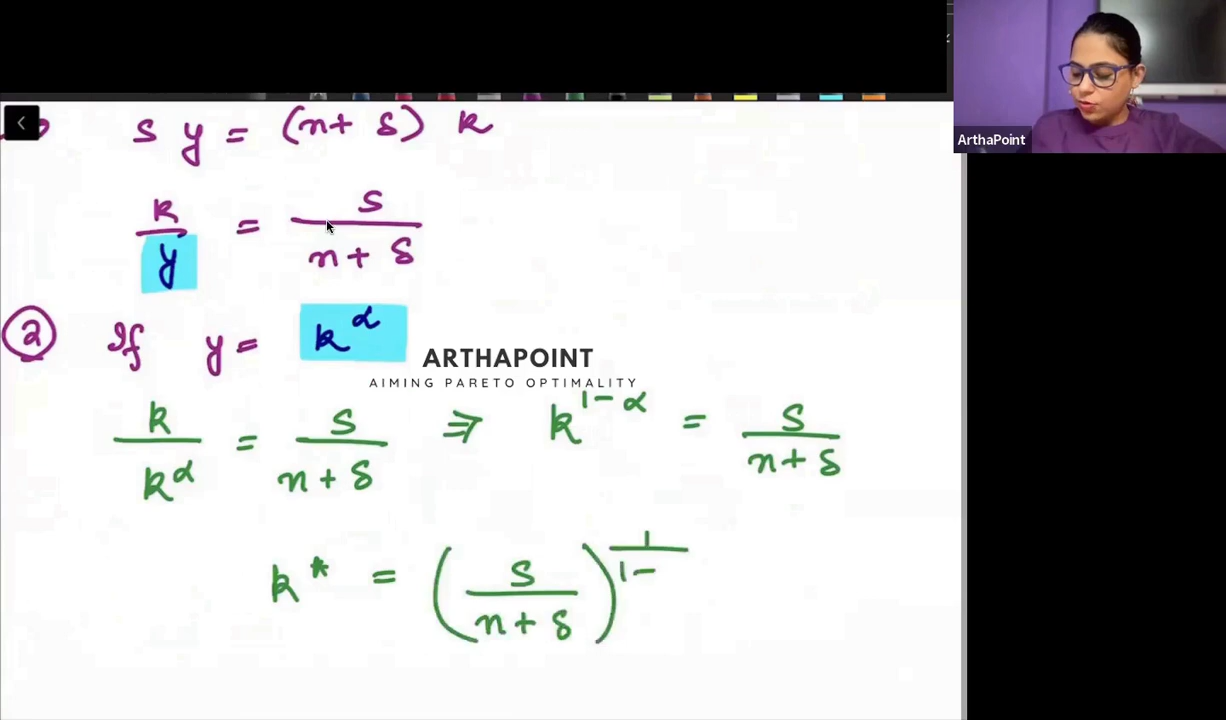 s y = (n + δ) k
k/y = s/(n + δ)
② If y = k^α
ARTHAPOINT
AIMING PARETO OPTIMALITY
k/k^α = s/(n + δ) ⇒ k^(1-α) = s/(n + δ)
k* = (s/(n + δ))^(1/(1-
ArthaPoint